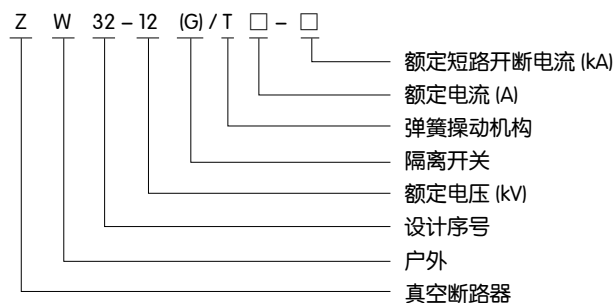 Z W 32-12 (G)/T □-□
额定短路开断电流 (kA)
额定电流 (A)
弹簧操动机构
隔离开关
额定电压 (kV)
设计序号
户外
真空断路器